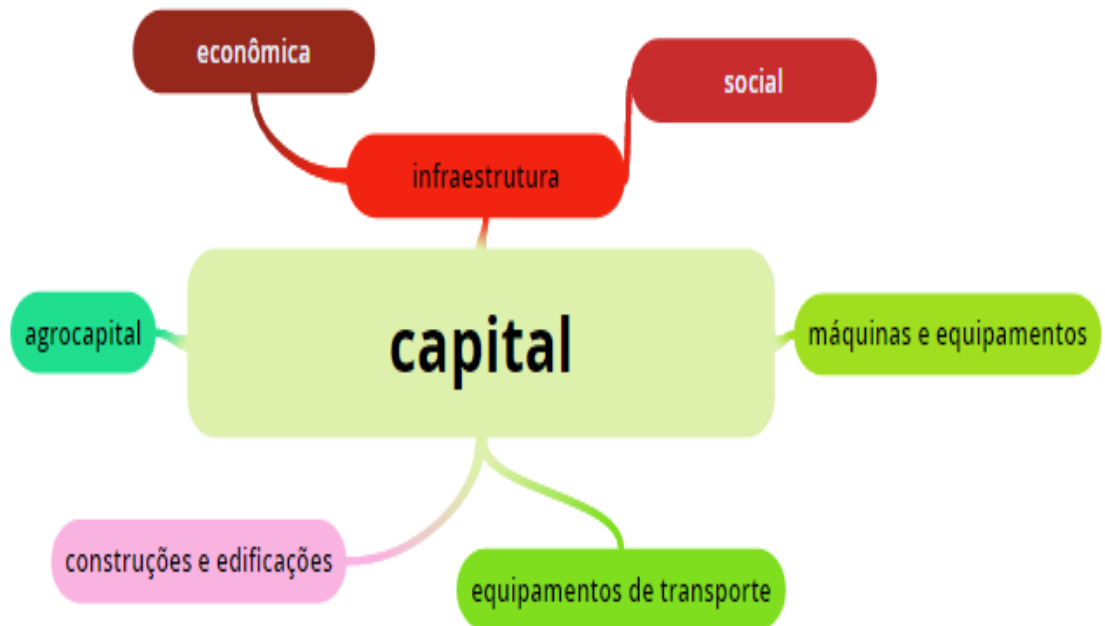 econômica
social
infraestrutura
agrocapital
capital
máquinas e equipamentos
construções e edificações
equipamentos de transporte